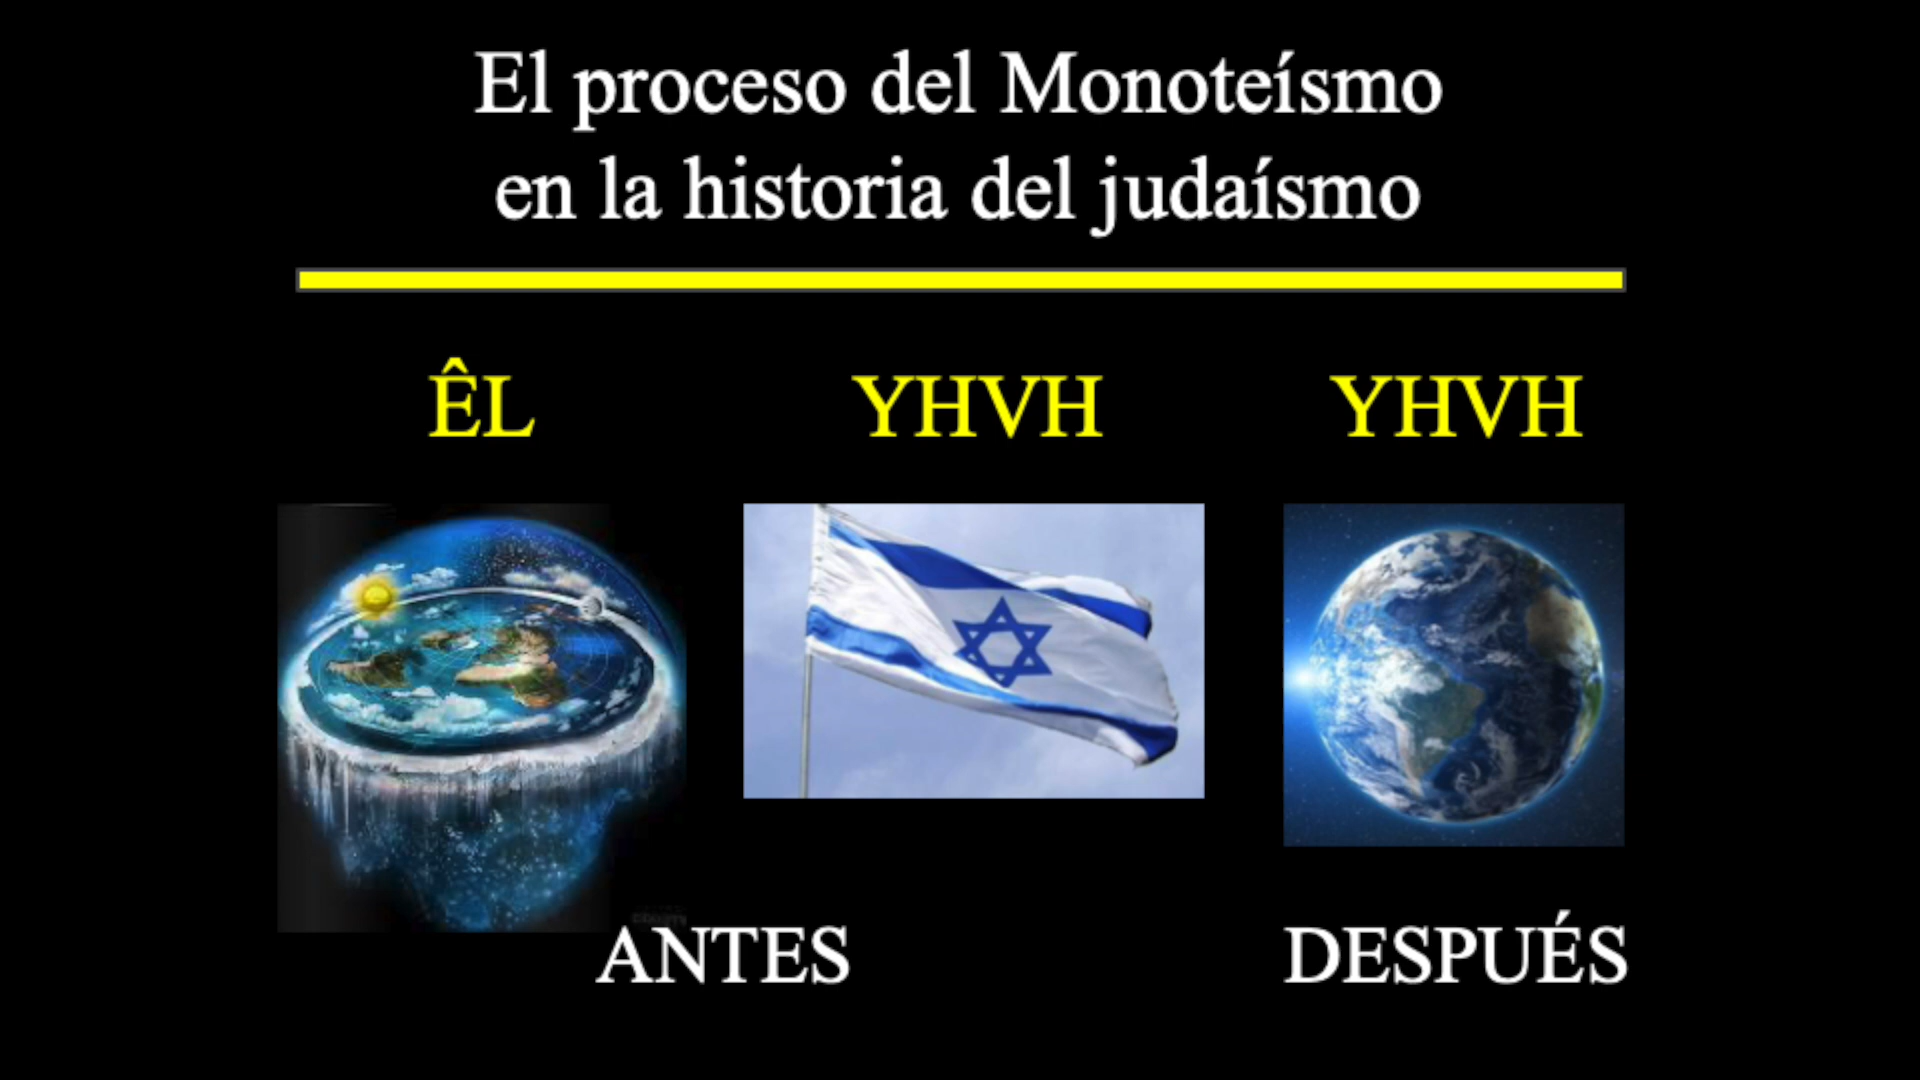 El proceso del Monoteísmo
en la historia del judaísmo
ÊL
YHVH
YHVH
ANTES
DESPUÉS